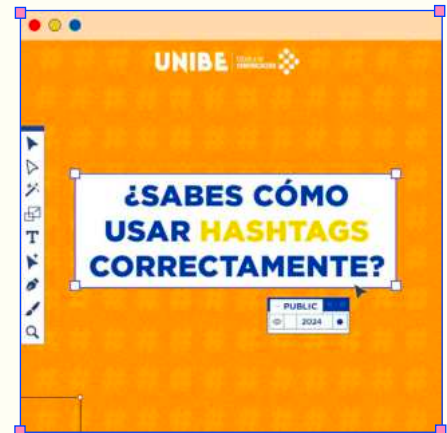 UNIBE
¿SABES CÓMO
USAR HASHTAGS
CORRECTAMENTE?
PUBLIC
2024
T